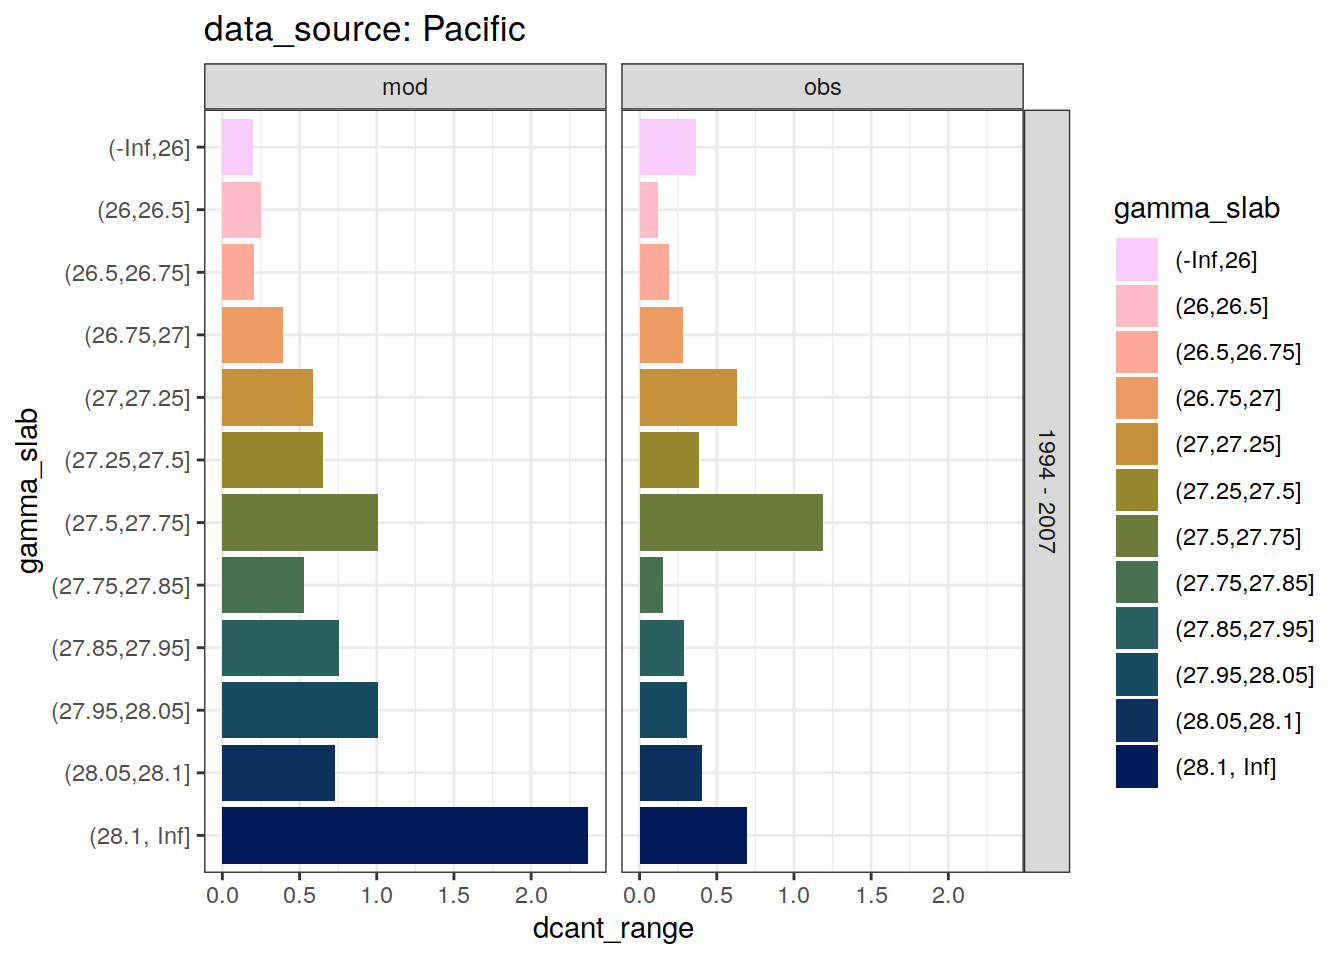 data_source: Pacific
mod
obs
gamma_slab
(-Inf,26]
(26,26.5]
(26.5,26.75]
(26.75,27]
(27,27.25]
(27.25,27.5]
(27.5,27.75]
(27.75,27.85]
(27.85,27.95]
(27.95,28.05]
(28.05,28.1]
(28.1, Inf]
0.0 0.5 1.0 1.5 2.0
0.0 0.5 1.0 1.5 2.0
dcant_range
1994 - 2007
gamma_slab
(-Inf,26]
(26,26.5]
(26.5,26.75]
(26.75,27]
(27,27.25]
(27.25,27.5]
(27.5,27.75]
(27.75,27.85]
(27.85,27.95]
(27.95,28.05]
(28.05,28.1]
(28.1, Inf]